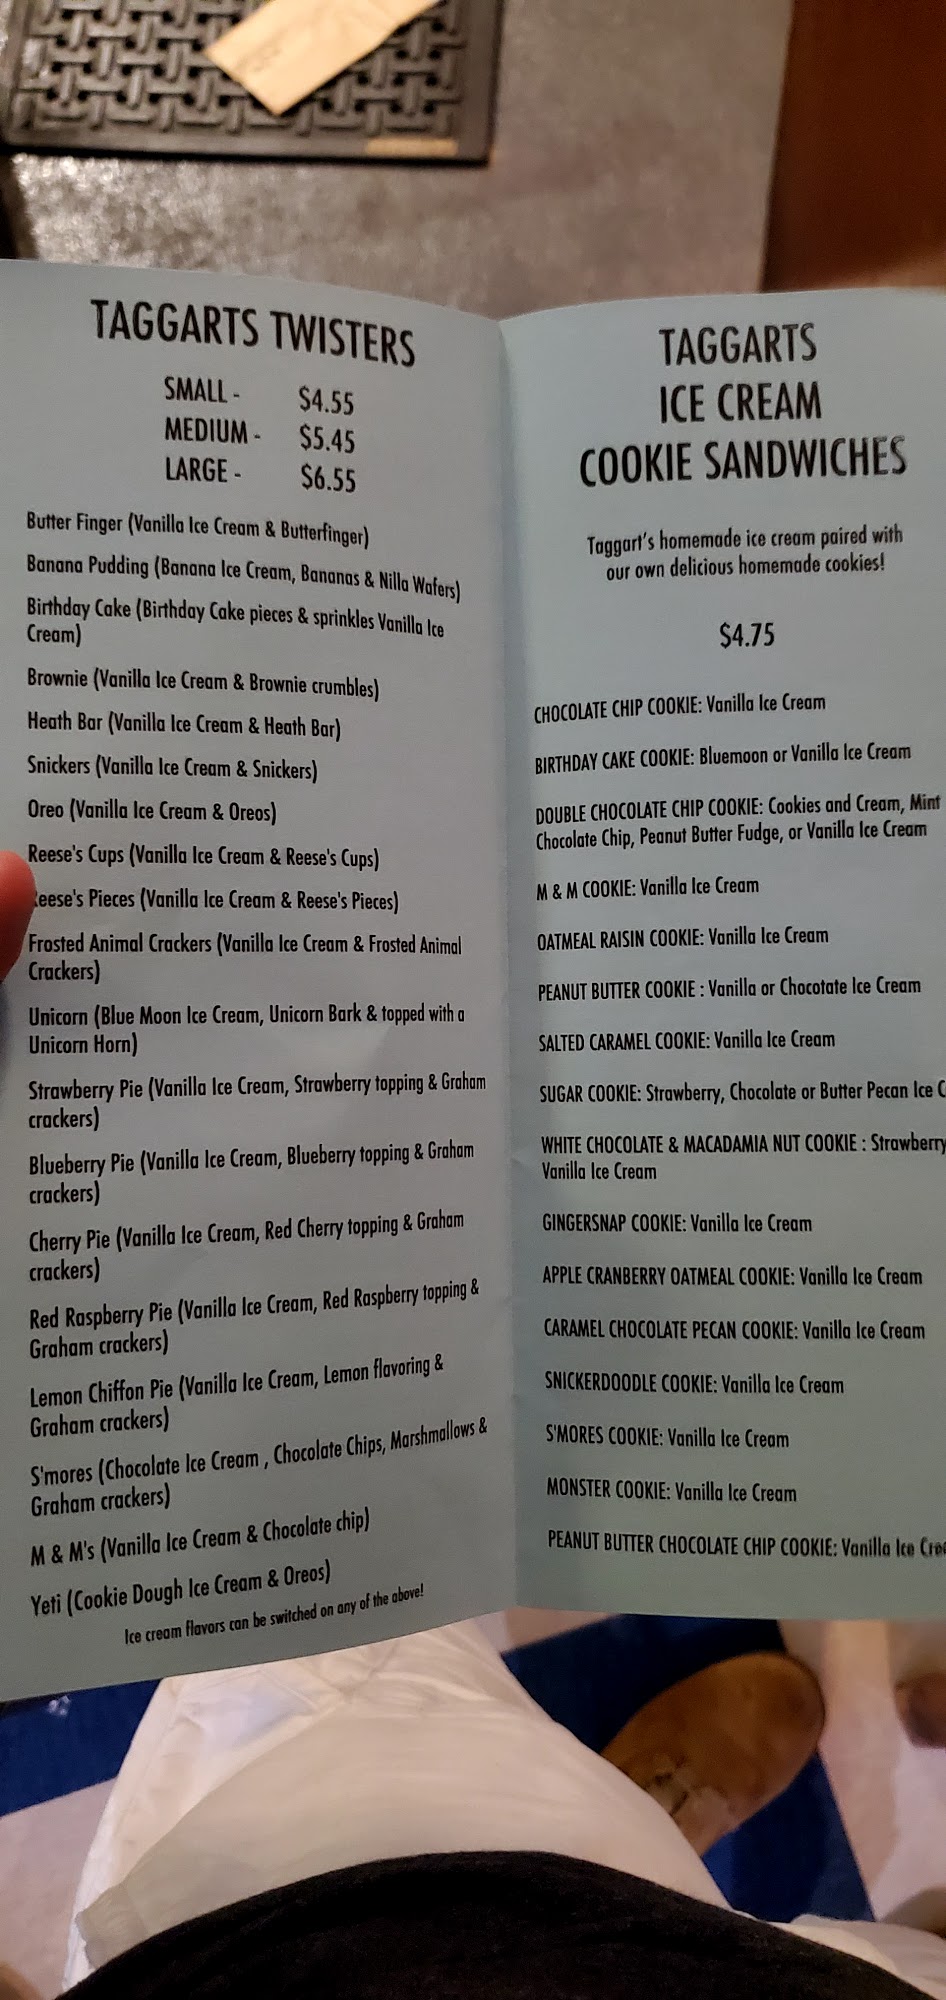 TAGGARTS TWISTERS
SMALL - $4.55
MEDIUM - $5.45
LARGE - $6.55
Butter Finger (Vanilla Ice Cream & Butterfinger)
Banana Pudding (Banana Ice Cream, Bananas & Nilla Wafers)
Birthday Cake (Birthday Cake pieces & sprinkles Vanilla Ice
Cream)
Brownie (Vanilla Ice Cream & Brownie crumbles)
Heath Bar (Vanilla Ice Cream & Heath Bar)
Snickers (Vanilla Ice Cream & Snickers)
Oreo (Vanilla Ice Cream & Oreos)
Reese's Cups (Vanilla Ice Cream & Reese's Cups)
eese's Pieces (Vanilla Ice Cream & Reese's Pieces)
Frosted Animal Crackers (Vanilla Ice Cream & Frosted Animal
Crackers)
Unicorn (Blue Moon Ice Cream, Unicorn Bark & topped with a
Unicorn Horn)
Strawberry Pie (Vanilla Ice Cream, Strawberry topping & Graham
crackers)
Blueberry Pie (Vanilla Ice Cream, Blueberry topping & Graham
crackers)
Cherry Pie (Vanilla Ice Cream, Red Cherry topping & Graham
crackers)
Red Raspberry Pie (Vanilla Ice Cream, Red Raspberry topping &
Graham crackers)
Lemon Chiffon Pie (Vanilla Ice Cream, Lemon flavoring &
Graham crackers)
S'mores (Chocolate Ice Cream , Chocolate Chips, Marshmallows &
Graham crackers)
M & M's (Vanilla Ice Cream & Chocolate chip)
Yeti (Cookie Dough Ice Cream & Oreos)
Ice cream flavors can be switched on any of the above!
TAGGARTS
ICE CREAM
COOKIE SANDWICHES
Taggart's homemade ice cream paired with
our own delicious homemade cookies!
$4.75
CHOCOLATE CHIP COOKIE: Vanilla Ice Cream
BIRTHDAY CAKE COOKIE: Bluemoon or Vanilla Ice Cream
DOUBLE CHOCOLATE CHIP COOKIE: Cookies and Cream, Mint
Chocolate Chip, Peanut Butter Fudge, or Vanilla Ice Cream
M & M COOKIE: Vanilla Ice Cream
OATMEAL RAISIN COOKIE: Vanilla Ice Cream
PEANUT BUTTER COOKIE : Vanilla or Chocotate Ice Cream
SALTED CARAMEL COOKIE: Vanilla Ice Cream
SUGAR COOKIE: Strawberry, Chocolate or Butter Pecan Ice C
WHITE CHOCOLATE & MACADAMIA NUT COOKIE : Strawberry
Vanilla Ice Cream
GINGERSNAP COOKIE: Vanilla Ice Cream
APPLE CRANBERRY OATMEAL COOKIE: Vanilla Ice Cream
CARAMEL CHOCOLATE PECAN COOKIE: Vanilla Ice Cream
SNICKERDOODLE COOKIE: Vanilla Ice Cream
S'MORES COOKIE: Vanilla Ice Cream
MONSTER COOKIE: Vanilla Ice Cream
PEANUT BUTTER CHOCOLATE CHIP COOKIE: Vanilla Ice Crea